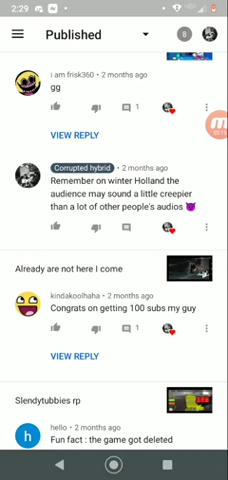 2:29
Published
8
i am frisk360 • 2 months ago
gg
1
VIEW REPLY
Corrupted hybrid • 2 months ago
Remember on winter Holland the
audience may sound a little creepier
than a lot of other people's audios 😈
Already are not here I come
kindakoolhaha • 2 months ago
Congrats on getting 100 subs my guy
1
VIEW REPLY
Slendytubbies rp
h
hello • 2 months ago
Fun fact : the game got deleted